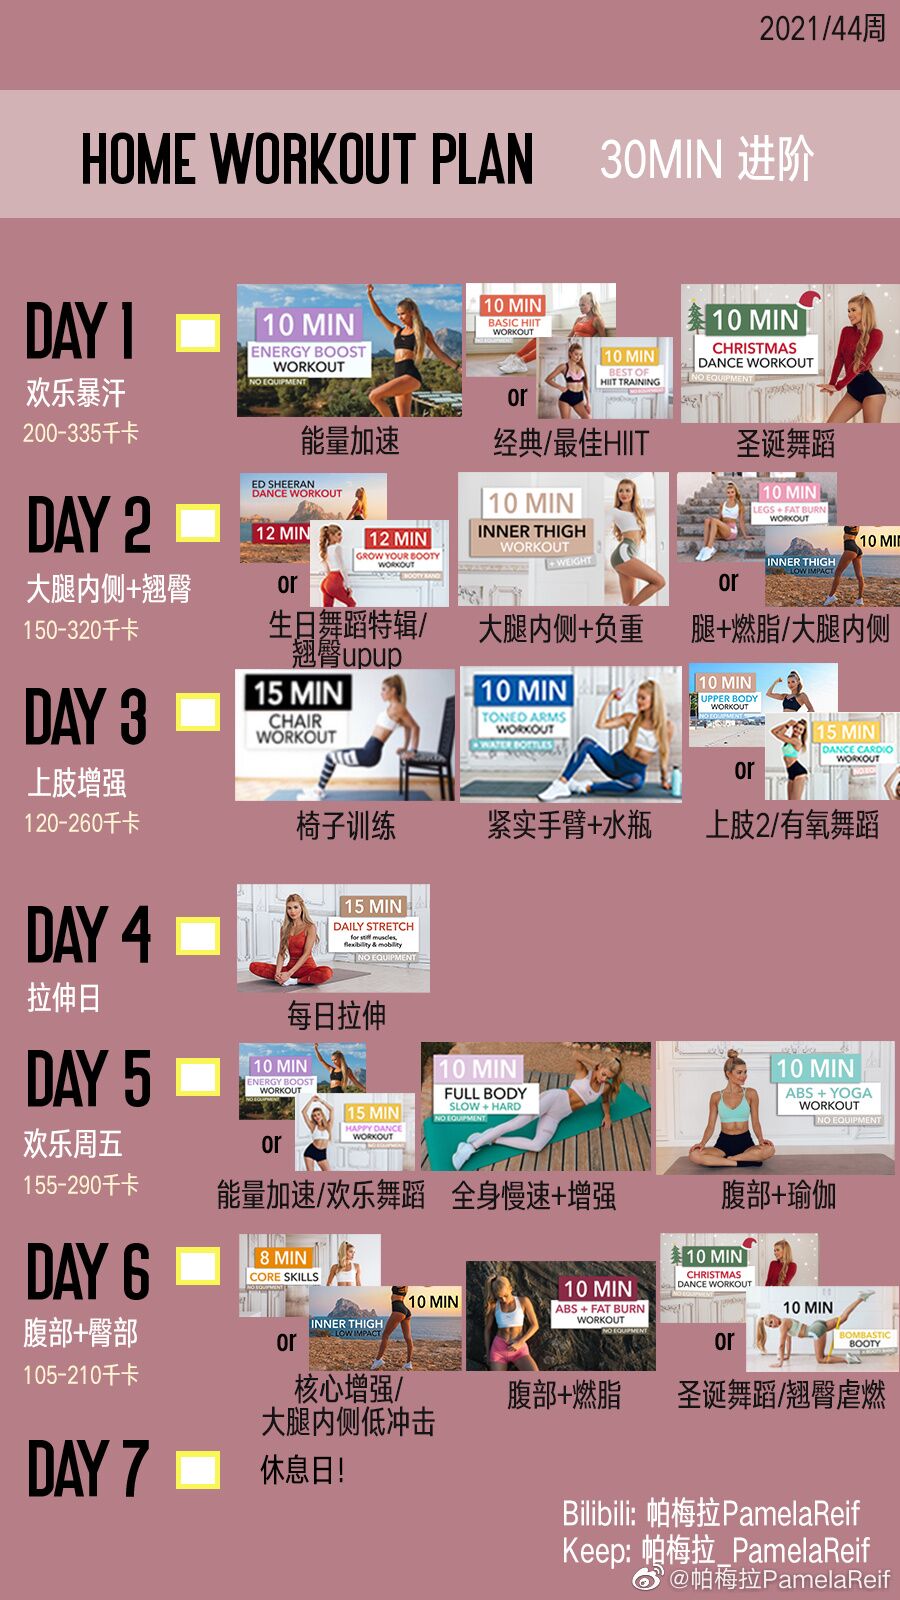 2021/44周
HOME WORKOUT PLAN 30MIN 进阶
DAY 1
欢乐暴汗
200-335千卡
10 MIN
ENERGY BOOST
WORKOUT
NO EQUIPMENT
能量加速
10 MIN
BASIC HIIT
WORKOUT
NO EQUIPMENT
or
10 MIN
BEST OF
HIIT TRAINING
经典/最佳HIIT
10 MIN
CHRISTMAS
DANCE WORKOUT
NO EQUIPMENT
圣诞舞蹈
DAY 2
大腿内侧+翘臀
150-320千卡
ED SHEERAN
DANCE WORKOUT
12 MIN
or
12 MIN
GROW YOUR BOOTY
WORKOUT
BOOTY BAND
生日舞蹈特辑/
翘臀upup
10 MIN
INNER THIGH
WORKOUT
+ WEIGHT
大腿内侧+负重
10 MIN
LEGS + FAT BURN
WORKOUT
or
10 MIN
INNER THIGH
LOW IMPACT
腿+燃脂/大腿内侧
DAY 3
上肢增强
120-260千卡
15 MIN
CHAIR
WORKOUT
椅子训练
10 MIN
TONED ARMS
WORKOUT
+ WATER BOTTLES
紧实手臂+水瓶
10 MIN
UPPER BODY
WORKOUT
NO EQUIPMENT
or
15 MIN
DANCE CARDIO
WORKOUT
上肢2/有氧舞蹈
DAY 4
拉伸日
15 MIN
DAILY STRETCH
for stiff muscles,
flexibility & mobility
NO EQUIPMENT
每日拉伸
DAY 5
欢乐周五
155-290千卡
10 MIN
ENERGY BOOST
WORKOUT
NO EQUIPMENT
or
15 MIN
HAPPY DANCE
WORKOUT
NO EQUIPMENT
能量加速/欢乐舞蹈
10 MIN
FULL BODY
SLOW + HARD
NO EQUIPMENT
全身慢速+增强
10 MIN
ABS + YOGA
WORKOUT
NO EQUIPMENT
腹部+瑜伽
DAY 6
腹部+臀部
105-210千卡
8 MIN
CORE SKILLS
NO EQUIPMENT
or
10 MIN
INNER THIGH
LOW IMPACT
核心增强/
大腿内侧低冲击
10 MIN
ABS + FAT BURN
WORKOUT
NO EQUIPMENT
腹部+燃脂
10 MIN
CHRISTMAS
DANCE WORKOUT
NO EQUIPMENT
or
10 MIN
BOMBASTIC
BOOTY
圣诞舞蹈/翘臀虐燃
DAY 7
休息日!
Bilibili: 帕梅拉PamelaReif
Keep: 帕梅拉_PamelaReif
@帕梅拉PamelaReif